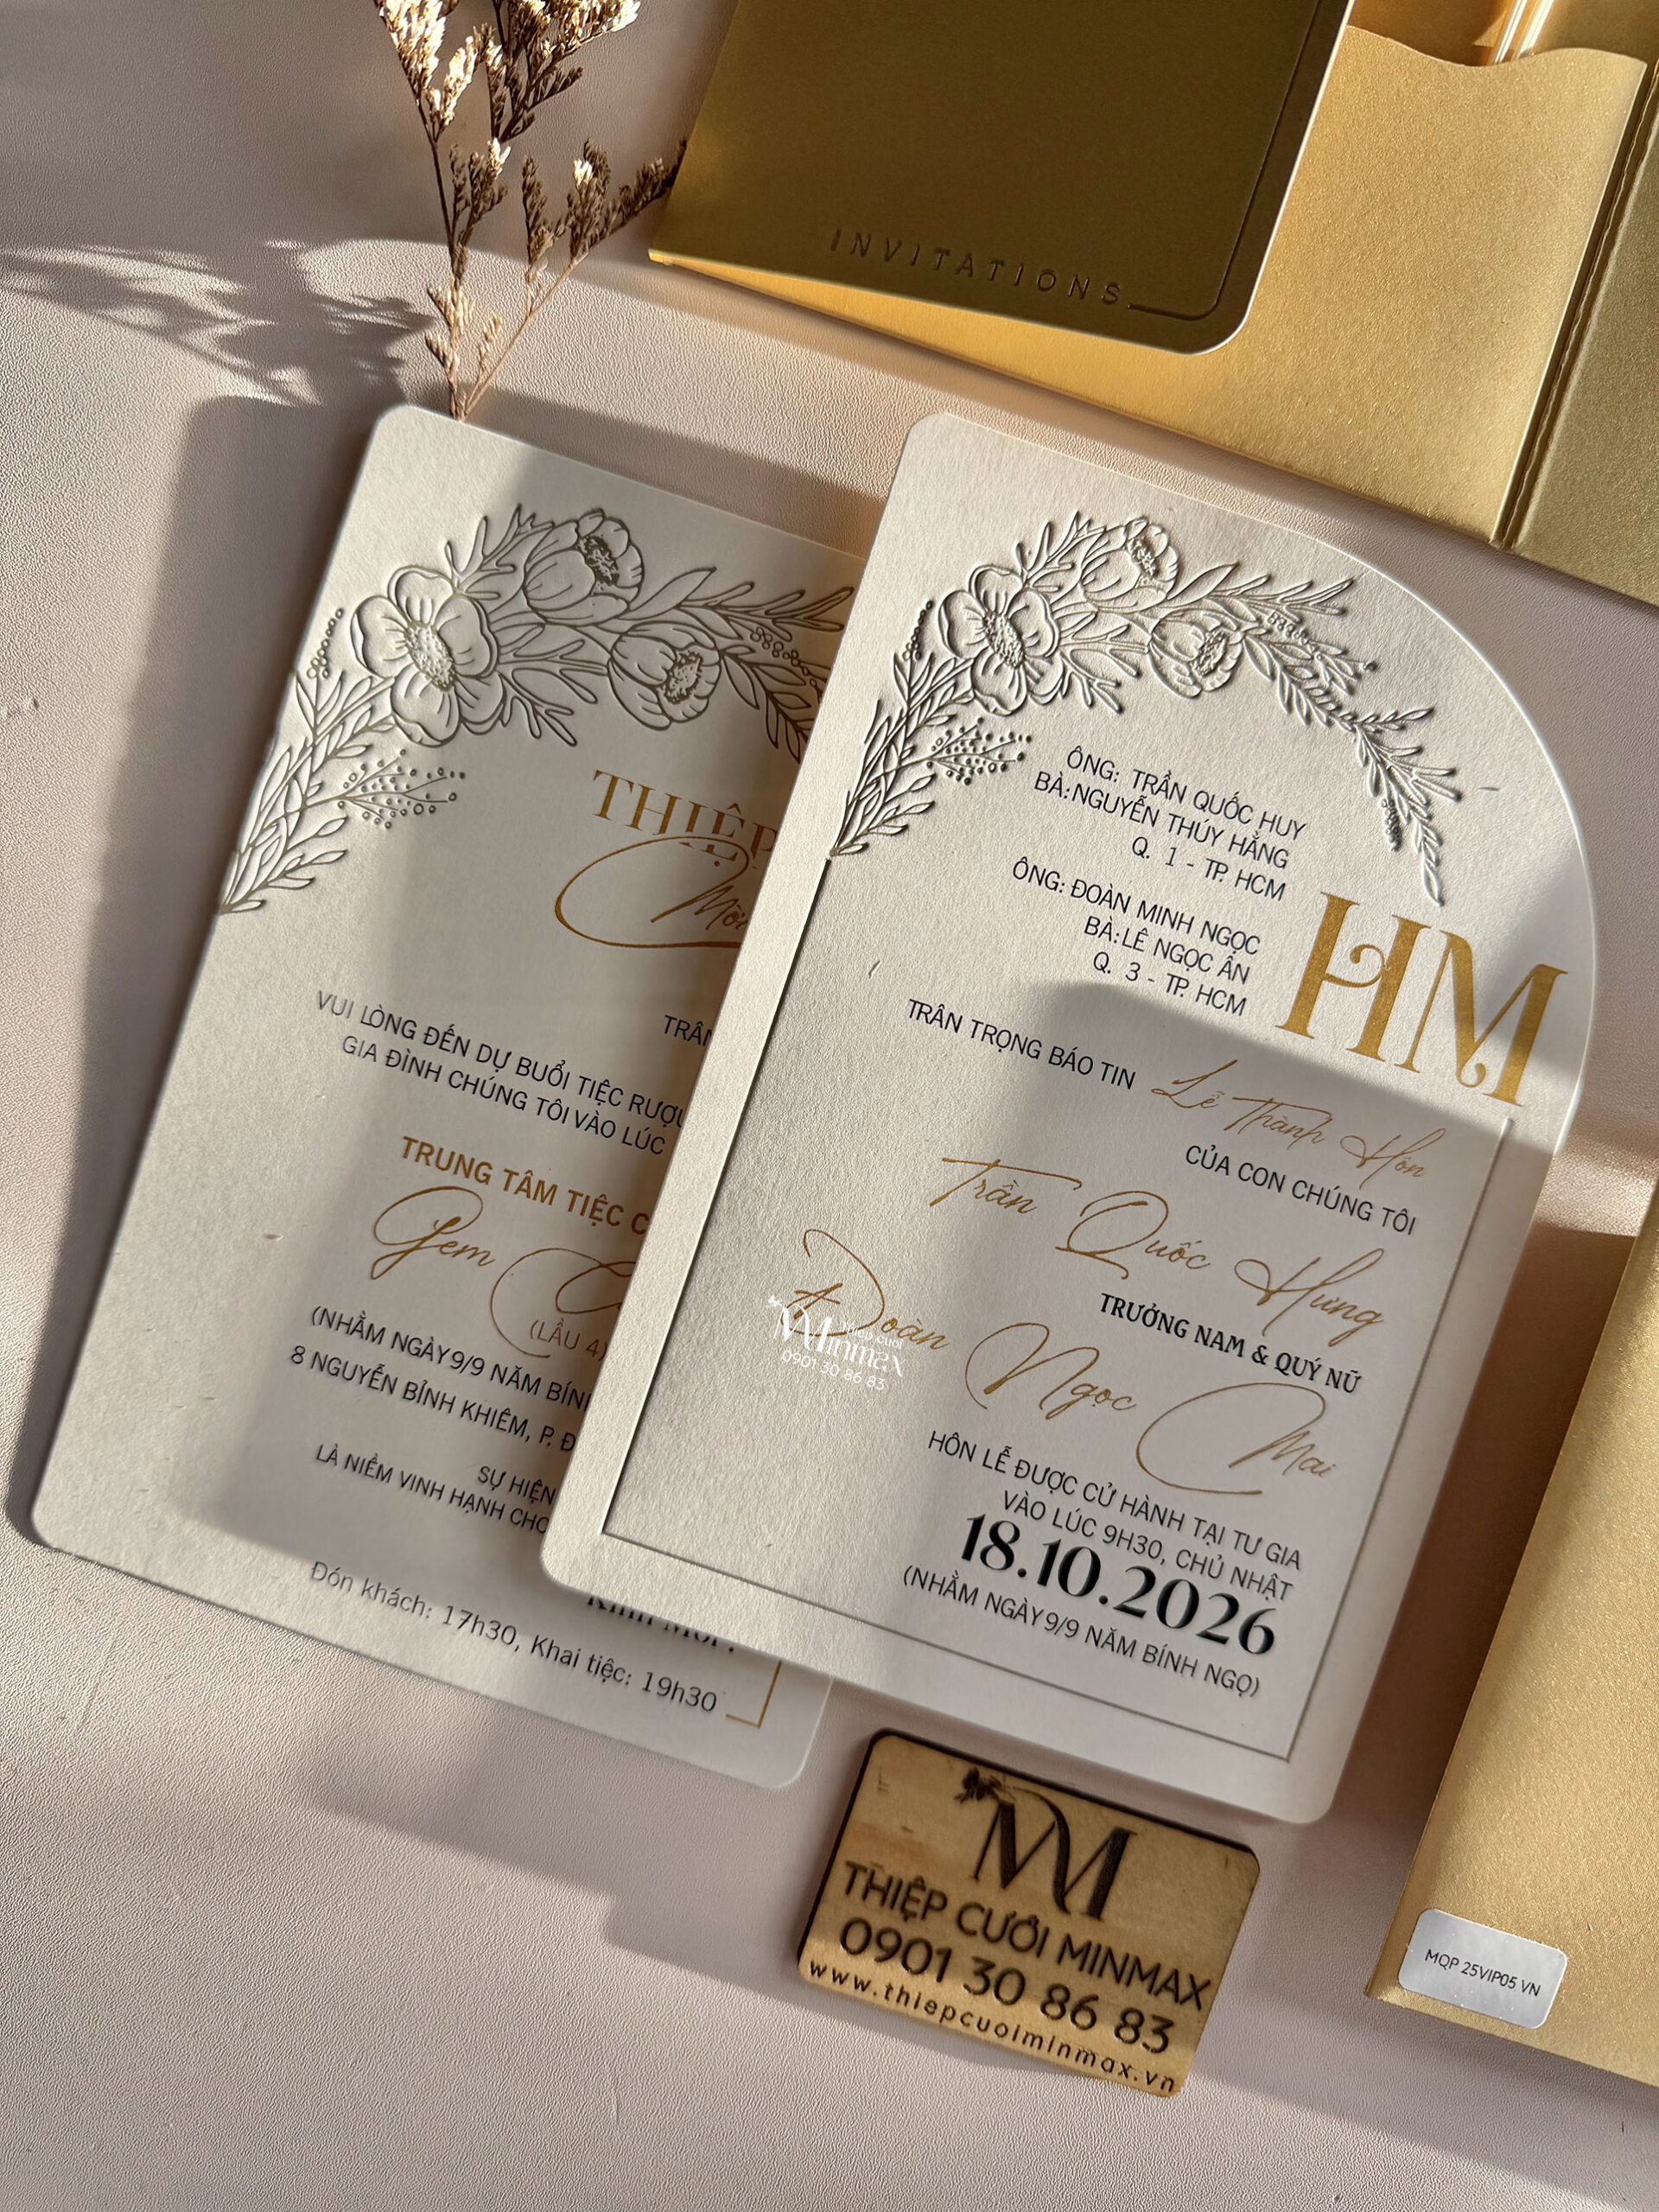 INVITATIONS
THIỆP
Mời
TRÂN
VUI LÒNG ĐẾN DỰ BUỔI TIỆC RƯỢU
GIA ĐÌNH CHÚNG TÔI VÀO LÚC
TRUNG TÂM TIỆC C
Gem C
(LẦU 4)
(NHẰM NGÀY 9/9 NĂM BÍN
8 NGUYỄN BỈNH KHIÊM, P. Đ
SỰ HIỆN
LÀ NIỀM VINH HẠNH CHO
Kính Mời!
Đón khách: 17h30, Khai tiệc: 19h30
ÔNG: TRẦN QUỐC HUY
BÀ:NGUYỄN THÚY HẰNG
Q. 1 - TP. HCM
ÔNG: ĐOÀN MINH NGỌC
BÀ:LÊ NGỌC ÂN
Q. 3 - TP. HCM
HM
TRÂN TRỌNG BÁO TIN Lễ Thành Hôn
CỦA CON CHÚNG TÔI
Trần Quốc Hưng
TRƯỞNG NAM & QUÝ NỮ
Đoàn Ngọc Mai
THIỆP CƯỚI
Minmax
0901 30 86 83
HÔN LỄ ĐƯỢC CỬ HÀNH TẠI TƯ GIA
VÀO LÚC 9H30, CHỦ NHẬT
18.10.2026
(NHẰM NGÀY 9/9 NĂM BÍNH NGỌ)
M
THIỆP CƯỚI MINMAX
0901 30 86 83
www.thiepcuoiminmax.vn
MQP 25VIP05 VN